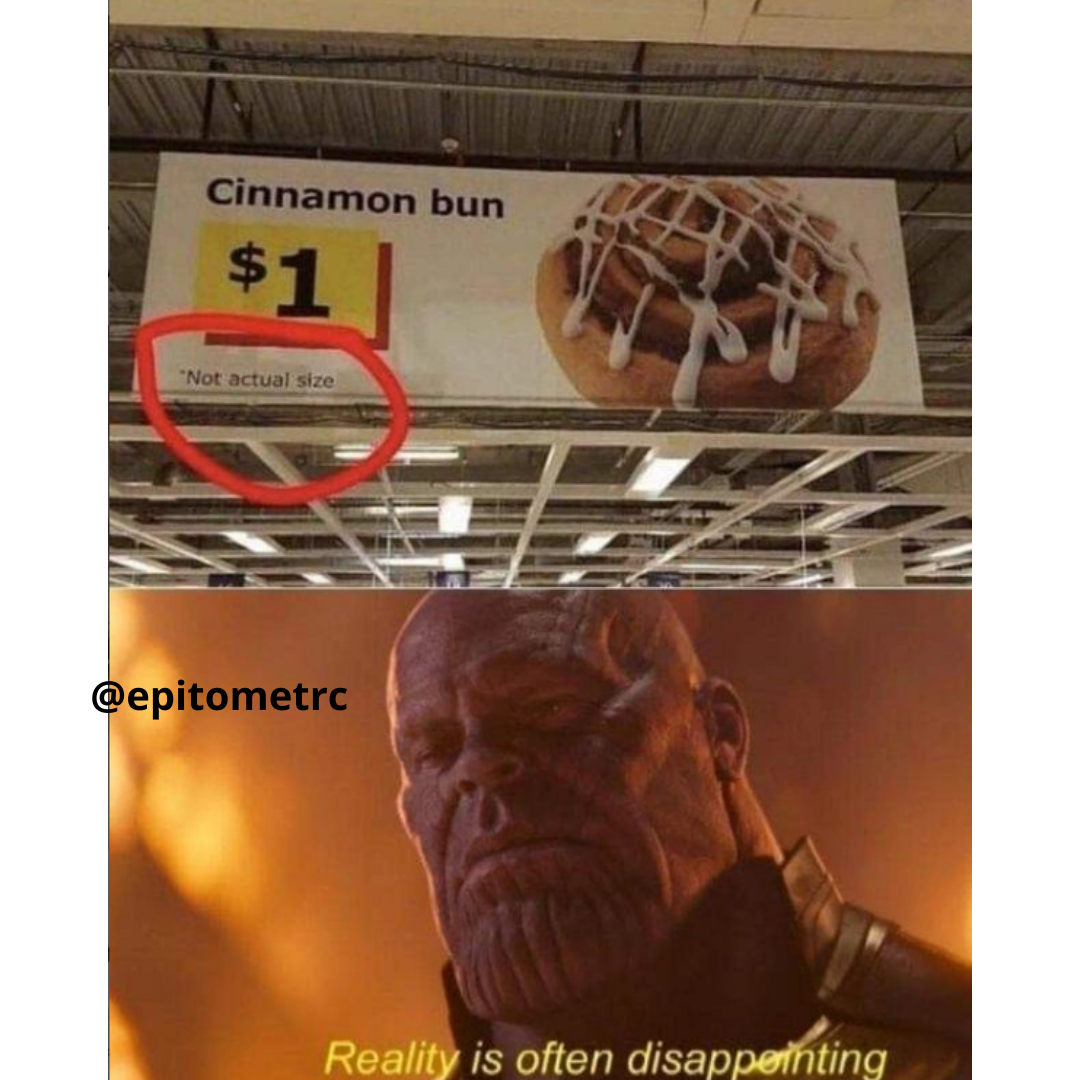 Cinnamon bun
$1
*Not actual size
@epitometrc
Reality is often disappointing